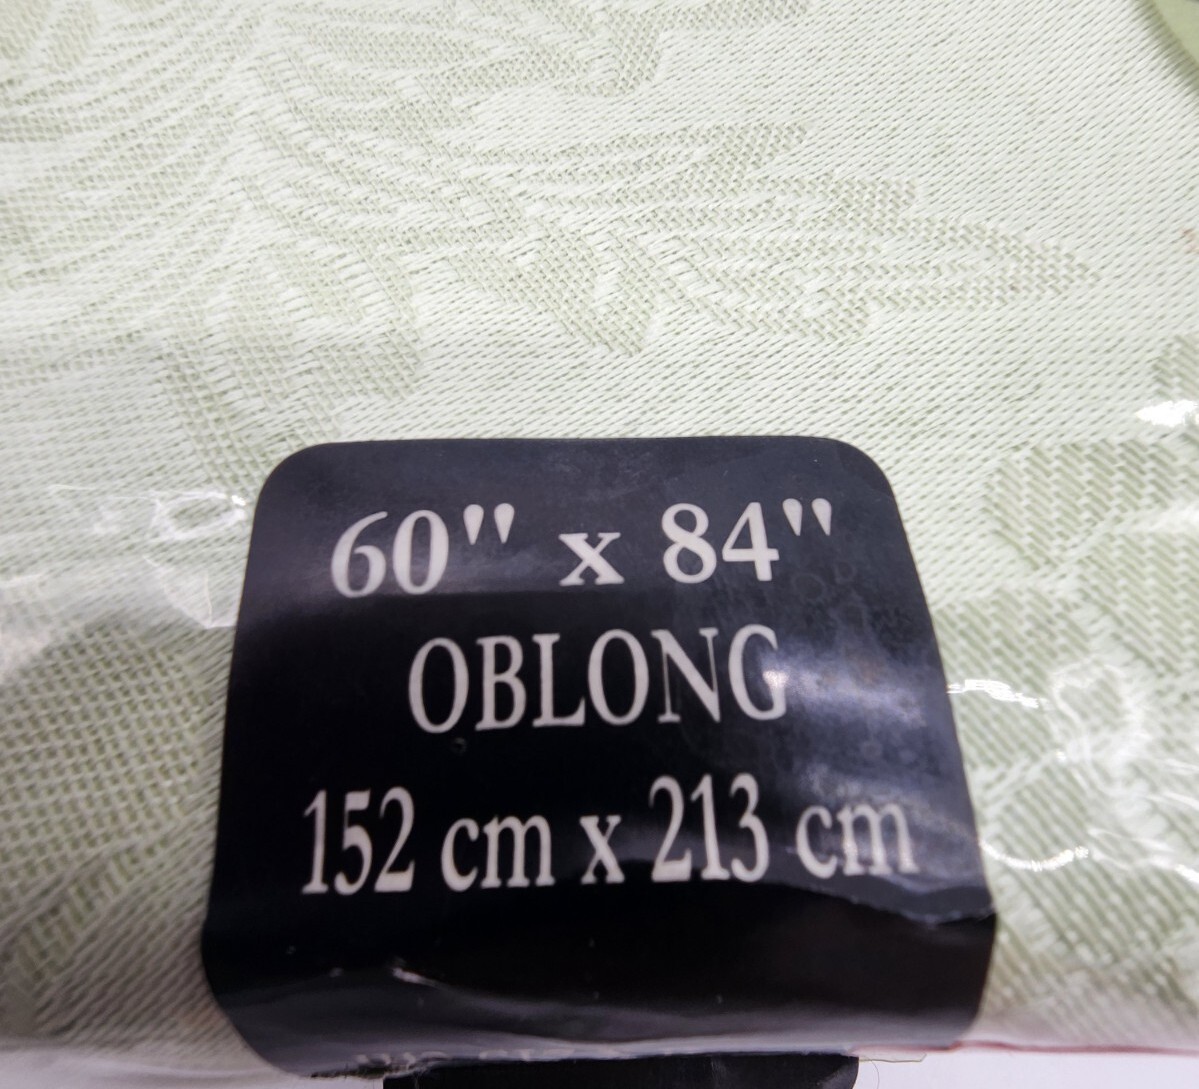 60" x 84"
OBLONG
152 cm x 213 cm